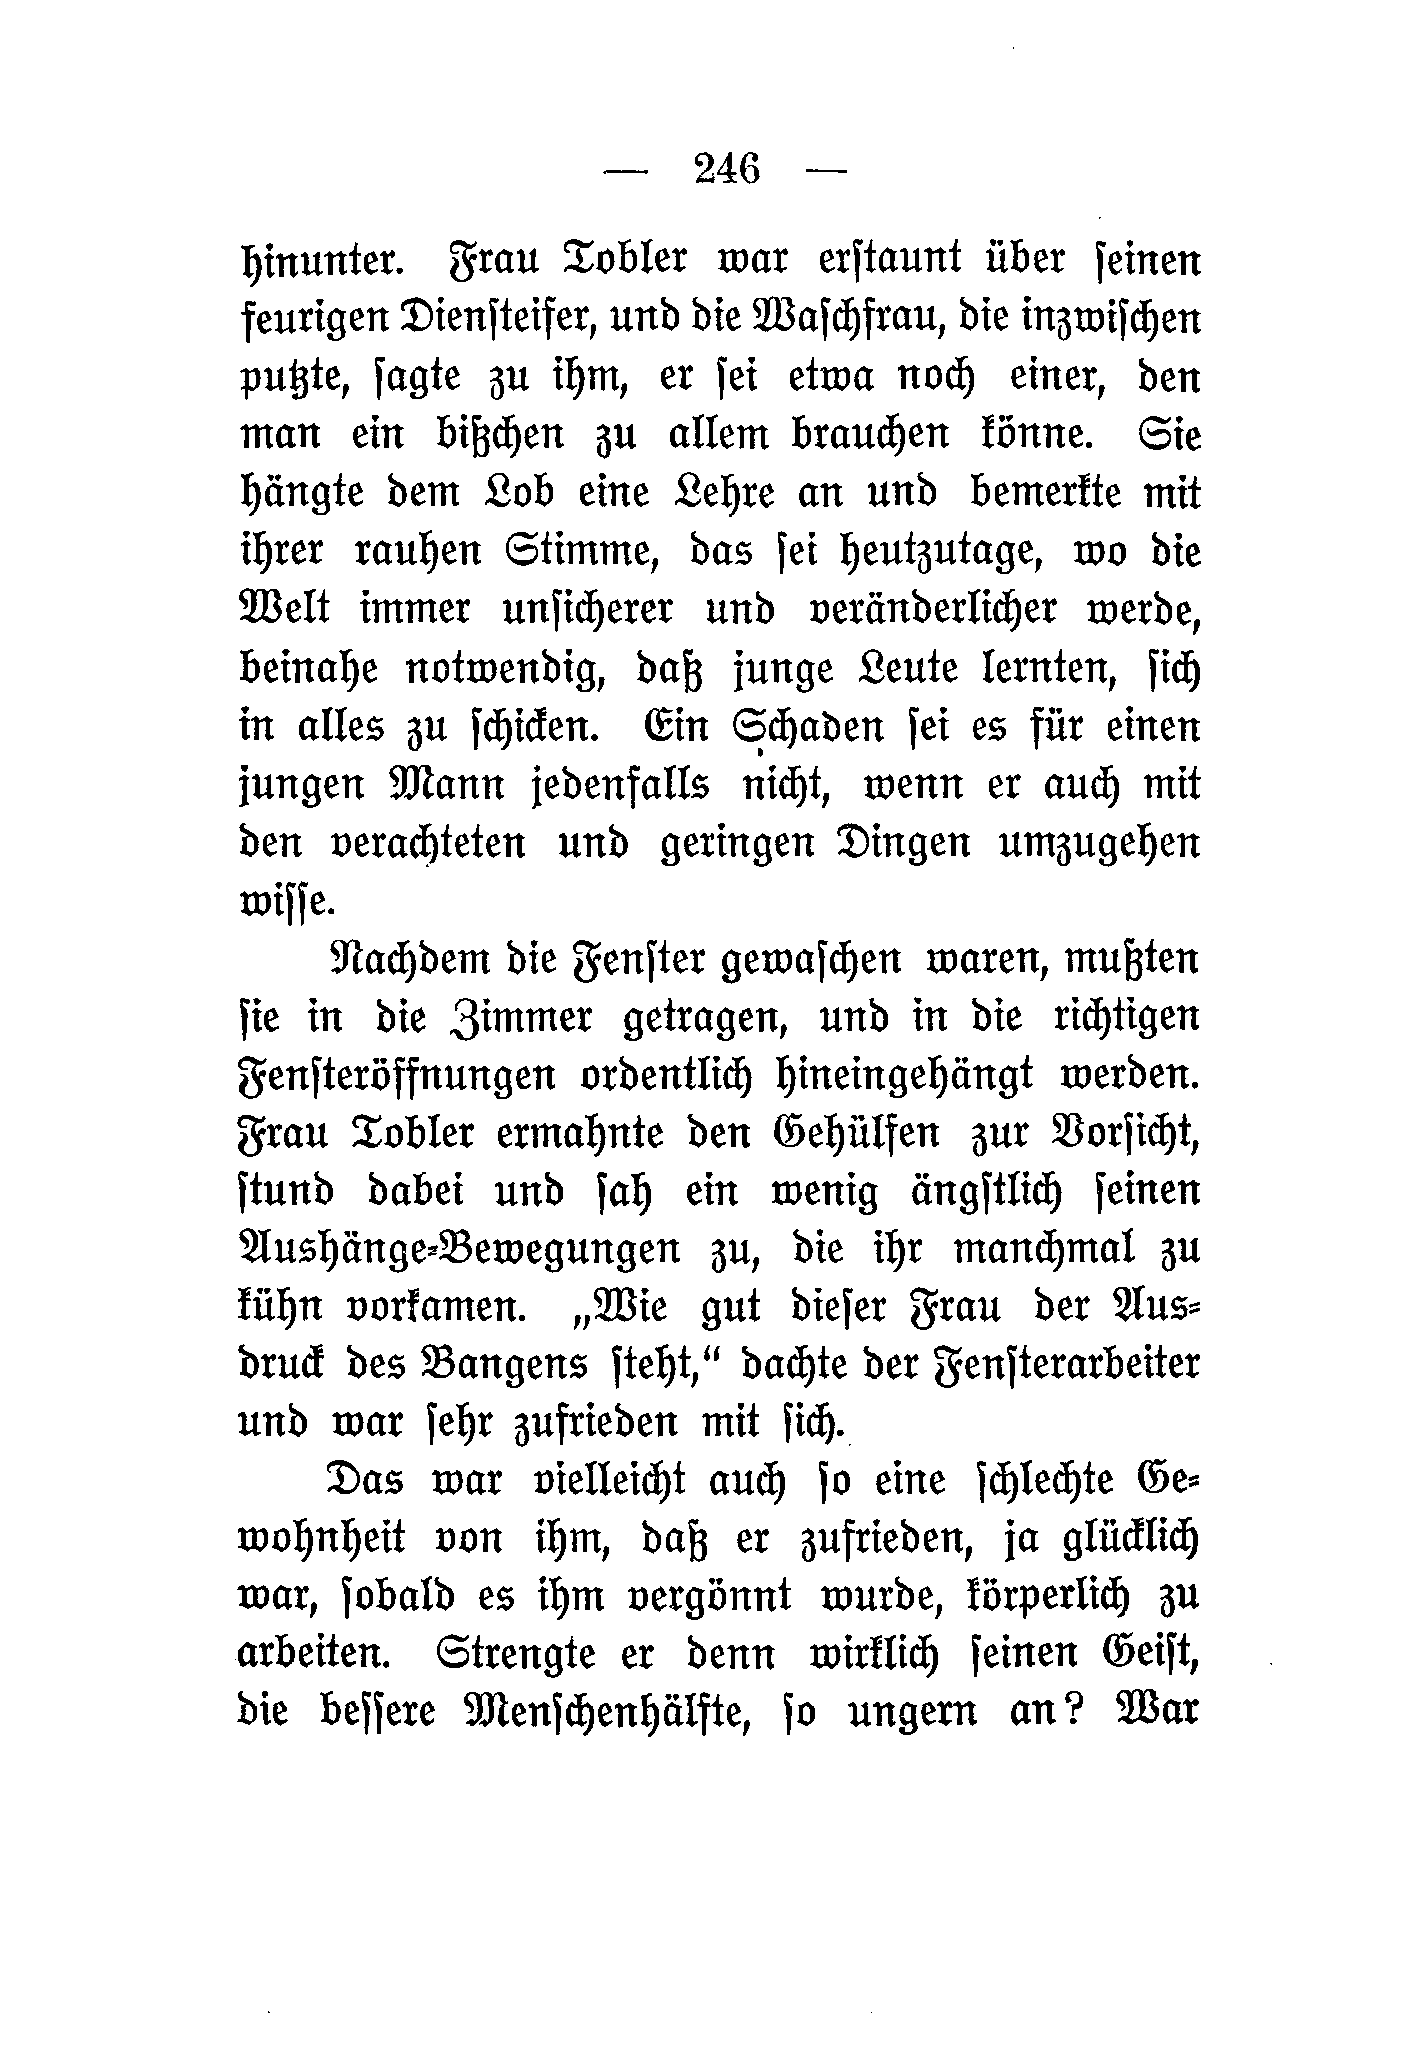 — 246 —
hinunter. Frau Tobler war erſtaunt über ſeinen
feurigen Dienſteifer, und die Waſchfrau, die inzwiſchen
putzte, ſagte zu ihm, er ſei etwa noch einer, den
man ein bißchen zu allem brauchen könne. Sie
hängte dem Lob eine Lehre an und bemerkte mit
ihrer rauhen Stimme, das ſei heutzutage, wo die
Welt immer unſicherer und veränderlicher werde,
beinahe notwendig, daß junge Leute lernten, ſich
in alles zu ſchicken. Ein Schaden ſei es für einen
jungen Mann jedenfalls nicht, wenn er auch mit
den verachteten und geringen Dingen umzugehen
wiſſe.
Nachdem die Fenſter gewaſchen waren, mußten
ſie in die Zimmer getragen, und in die richtigen
Fenſteröffnungen ordentlich hineingehängt werden.
Frau Tobler ermahnte den Gehülfen zur Vorſicht,
ſtund dabei und ſah ein wenig ängſtlich ſeinen
Aushänge-Bewegungen zu, die ihr manchmal zu
kühn vorkamen. „Wie gut dieſer Frau der Aus-
druck des Bangens ſteht,“ dachte der Fenſterarbeiter
und war ſehr zufrieden mit ſich.
Das war vielleicht auch ſo eine ſchlechte Ge-
wohnheit von ihm, daß er zufrieden, ja glücklich
war, ſobald es ihm vergönnt wurde, körperlich zu
arbeiten. Strengte er denn wirklich ſeinen Geiſt,
die beſſere Menſchenhälfte, ſo ungern an? War